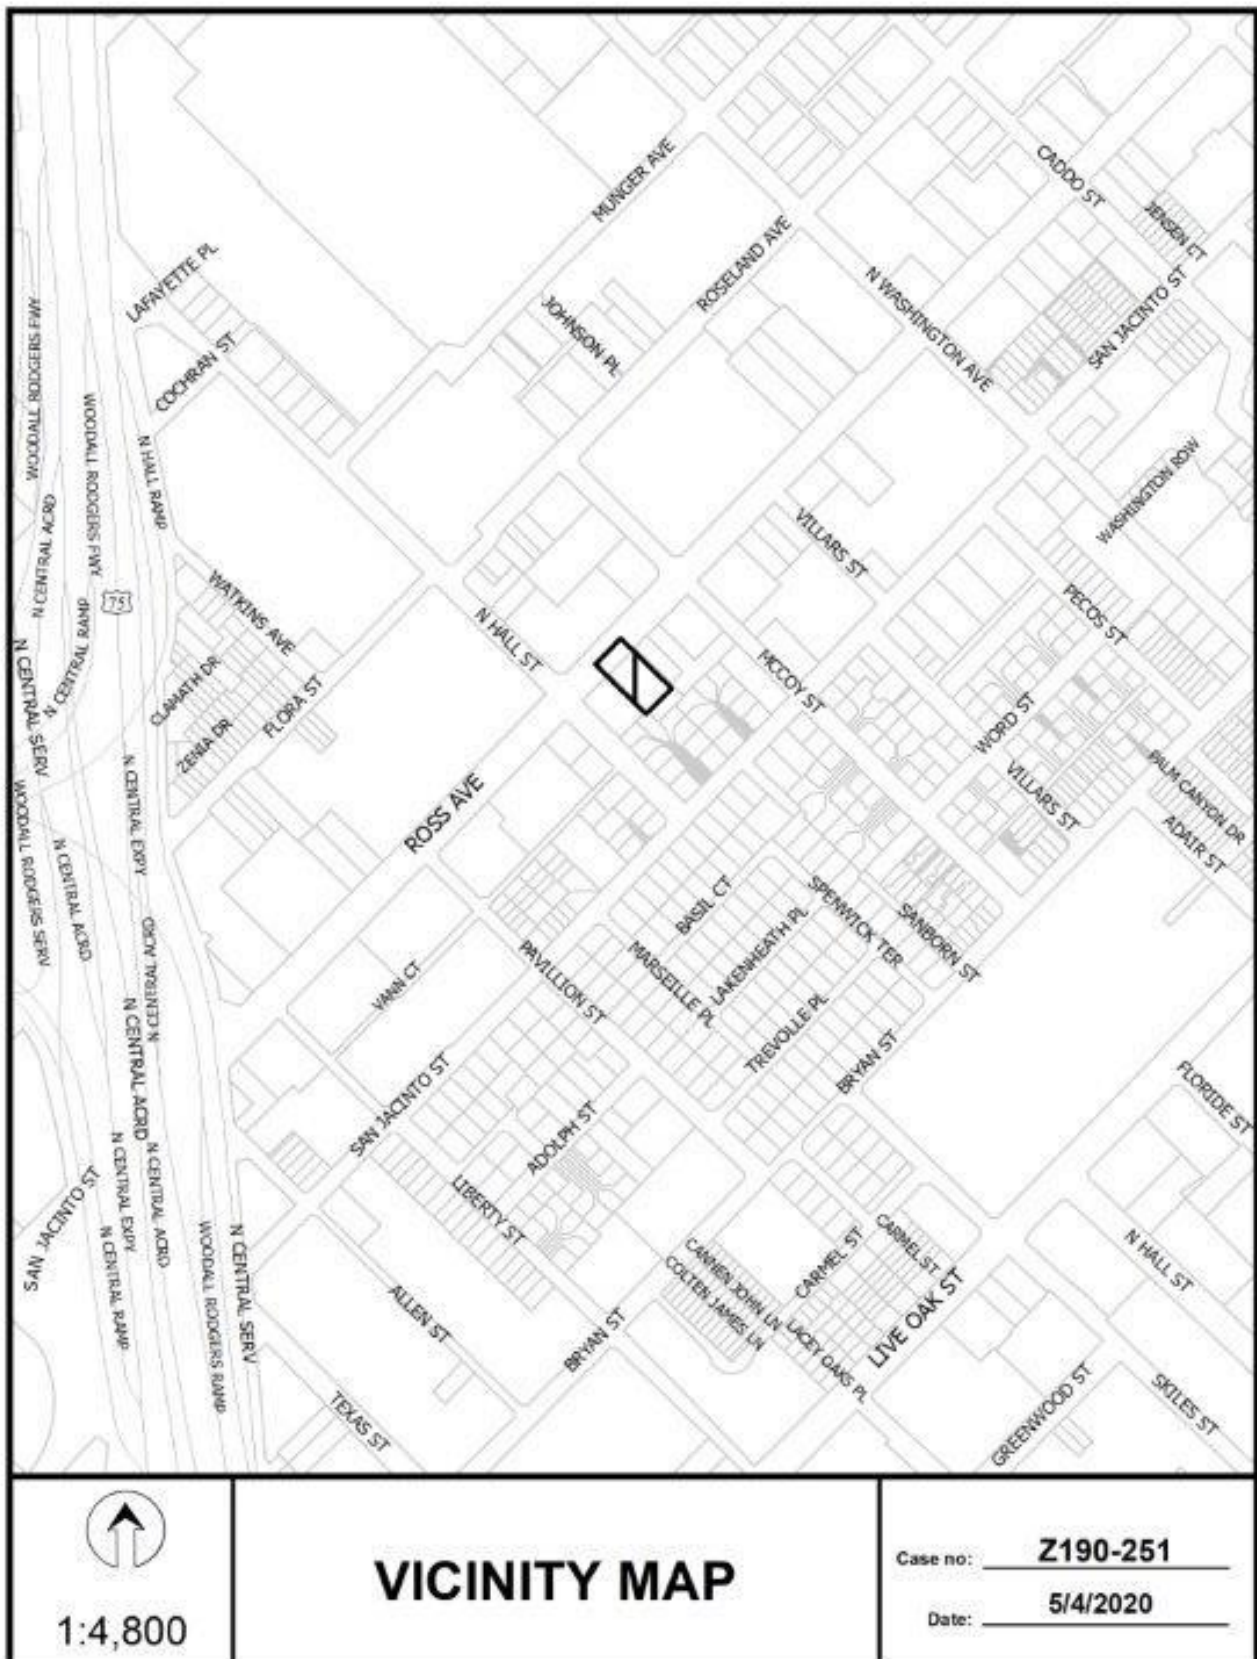 MUNGER AVE
CADDO ST
JENSEN CT
LAFAYETTE PL
ROSELAND AVE
N WASHINGTON AVE
SAN JACINTO ST
JOHNSON PL
COCHRAN ST
WOODALL RODGERS FWY
WOODALL RODGERS FWY
N HALL RAMP
N CENTRAL ACRD
WASHINGTON ROW
VILLARS ST
75
WATKINS AVE
N CENTRAL RAMP
PECOS ST
N HALL ST
MCCOY ST
N CENTRAL SERV
CLAMATH DR
ZENIA DR
FLORA ST
WORD ST
VILLARS ST
PALM CANYON DR
ADAIR ST
WOODALL RODGERS SERV
N CENTRAL EXPY
ROSS AVE
N CENTRAL ACRD
BASIL CT
SPENWICK TER
SANBORN ST
LAKENHEATH PL
MARSEILLE PL
PAVILLION ST
VANN CT
N CENTRAL ACRD
N CENTRAL ACRD
TREVOLLE PL
BRYAN ST
SAN JACINTO ST
FLORIDE ST
ADOLPH ST
N CENTRAL EXPY
N CENTRAL ACRD
SAN JACINTO ST
LIBERTY ST
N CENTRAL RAMP
WOODALL RODGERS RAMP
N CENTRAL SERV
CARMEL ST
CARMEL ST
N HALL ST
CANNEN JOHN LN
COLTEN JAMES LN
ALLEN ST
BRYAN ST
LACEY OAKS PL
LIVE OAK ST
GREENWOOD ST
SKILES ST
TEXAS ST
1:4,800
VICINITY MAP
Case no: Z190-251
Date: 5/4/2020